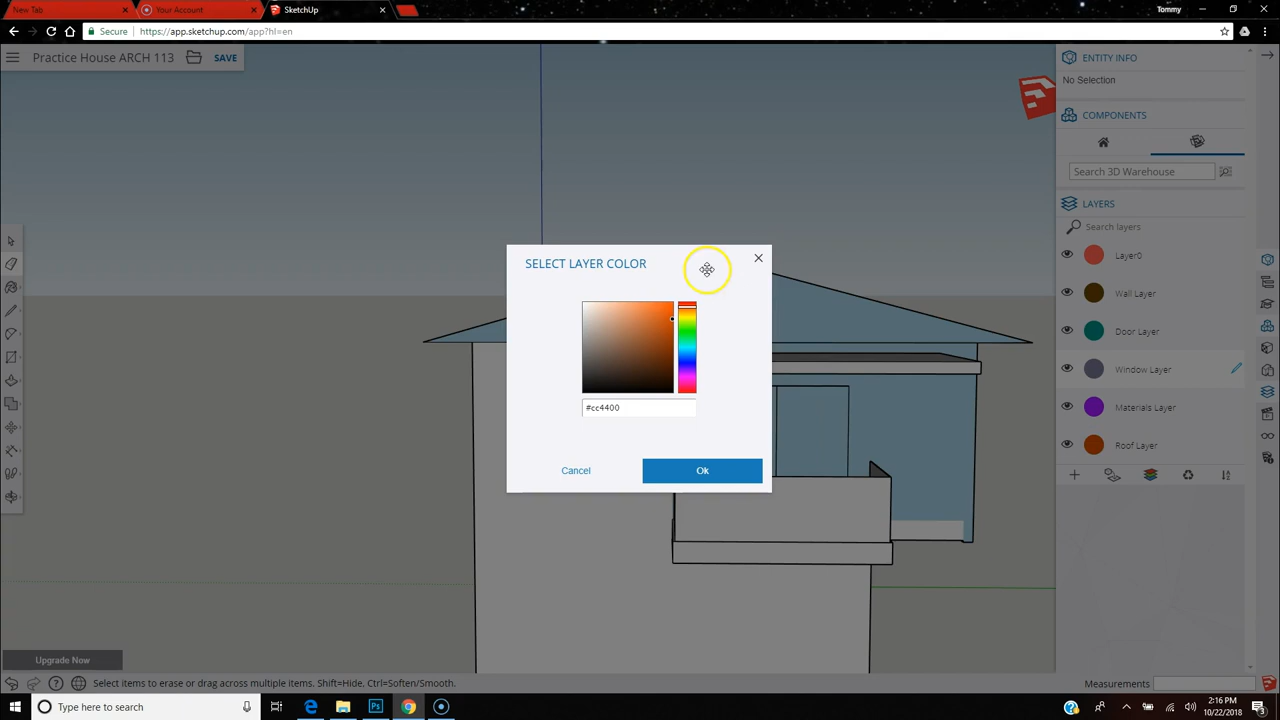 New Tab
Your Account
SketchUp
Tommy
Secure
https://app.sketchup.com/app?hl=en
Practice House ARCH 113
SAVE
ENTITY INFO
No Selection
COMPONENTS
Search 3D Warehouse
LAYERS
Search layers
Layer0
Wall Layer
Door Layer
Window Layer
Materials Layer
Roof Layer
SELECT LAYER COLOR
#cc4400
Cancel
Ok
Upgrade Now
Select items to erase or drag across multiple items. Shift=Hide, Ctrl=Soften/Smooth.
Measurements
Type here to search
2:16 PM
10/22/2018
3